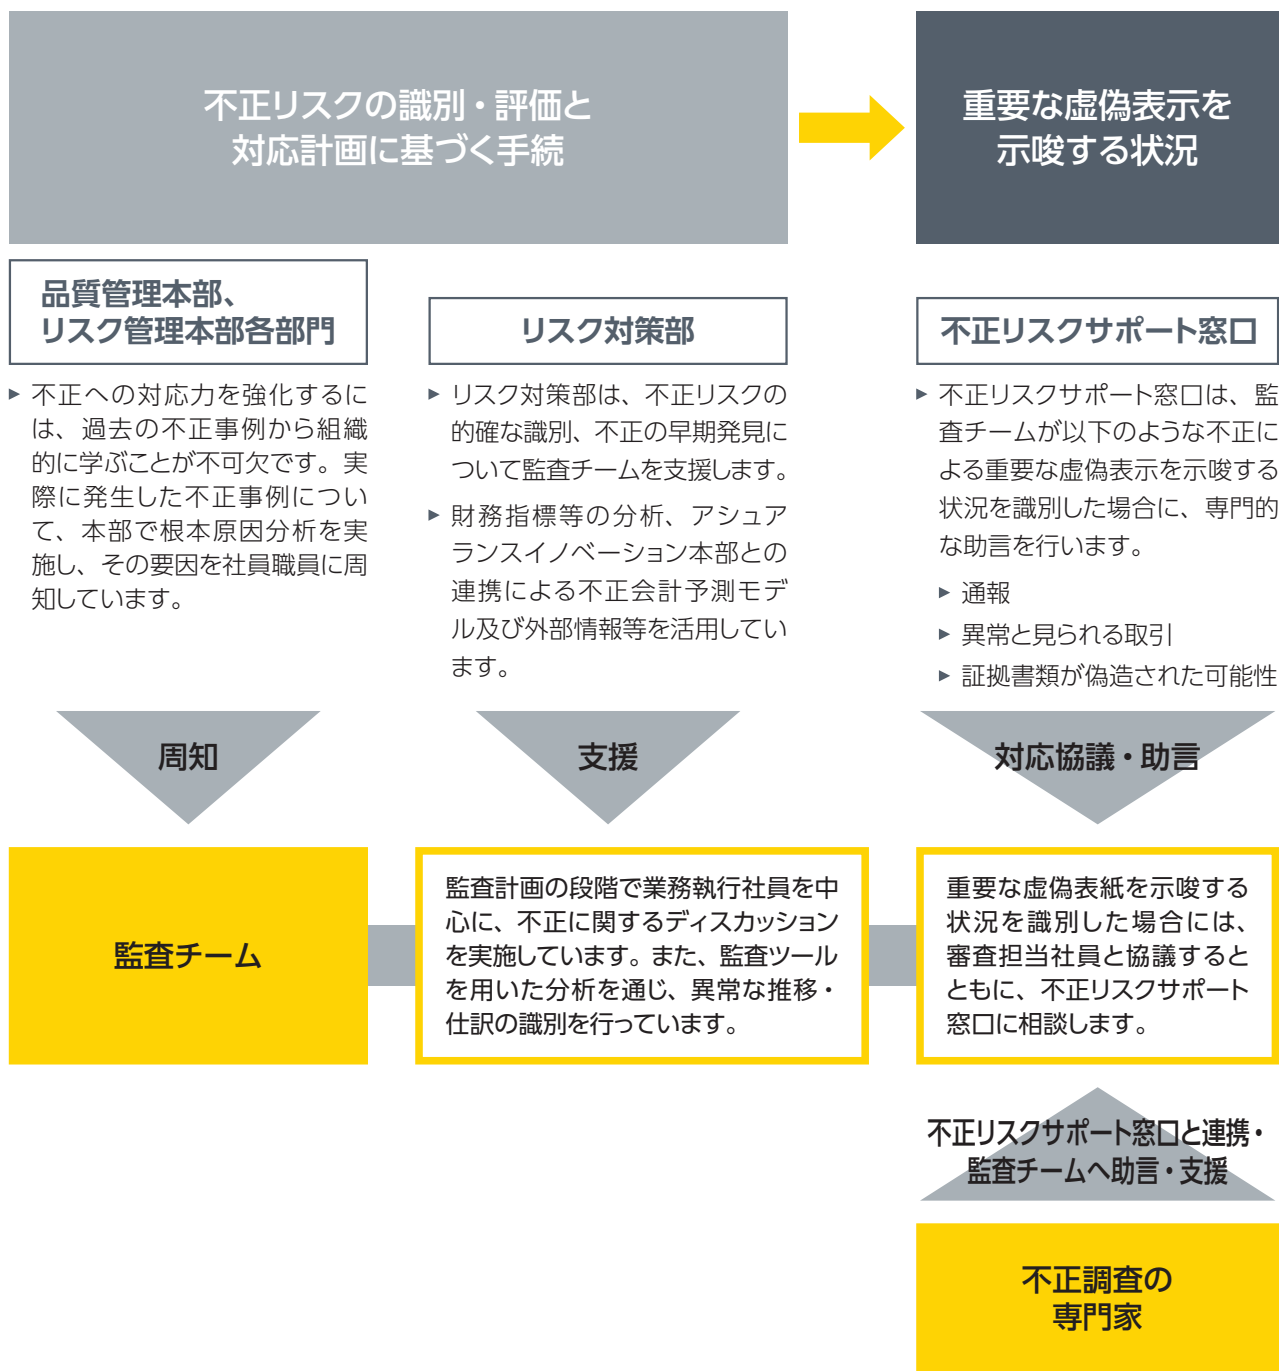 不正リスクの識別・評価と
対応計画に基づく手続
重要な虚偽表示を
示唆する状況
品質管理本部、
リスク管理本部各部門
▶ 不正への対応力を強化するに
は、過去の不正事例から組織
的に学ぶことが不可欠です。実
際に発生した不正事例につい
て、本部で根本原因分析を実
施し、その要因を社員職員に周
知しています。
リスク対策部
▶ リスク対策部は、不正リスクの
的確な識別、不正の早期発見に
ついて監査チームを支援します。
▶ 財務指標等の分析、アシュア
ランスイノベーション本部との
連携による不正会計予測モデ
ル及び外部情報等を活用してい
ます。
不正リスクサポート窓口
▶ 不正リスクサポート窓口は、監
査チームが以下のような不正に
よる重要な虚偽表示を示唆する
状況を識別した場合に、専門的
な助言を行います。
▶ 通報
▶ 異常と見られる取引
▶ 証拠書類が偽造された可能性
周知
支援
対応協議・助言
監査チーム
監査計画の段階で業務執行社員を中
心に、不正に関するディスカッション
を実施しています。また、監査ツール
を用いた分析を通じ、異常な推移・
仕訳の識別を行っています。
重要な虚偽表紙を示唆する
状況を識別した場合には、
審査担当社員と協議すると
ともに、不正リスクサポート
窓口に相談します。
不正リスクサポート窓口と連携・
監査チームへ助言・支援
不正調査の
専門家